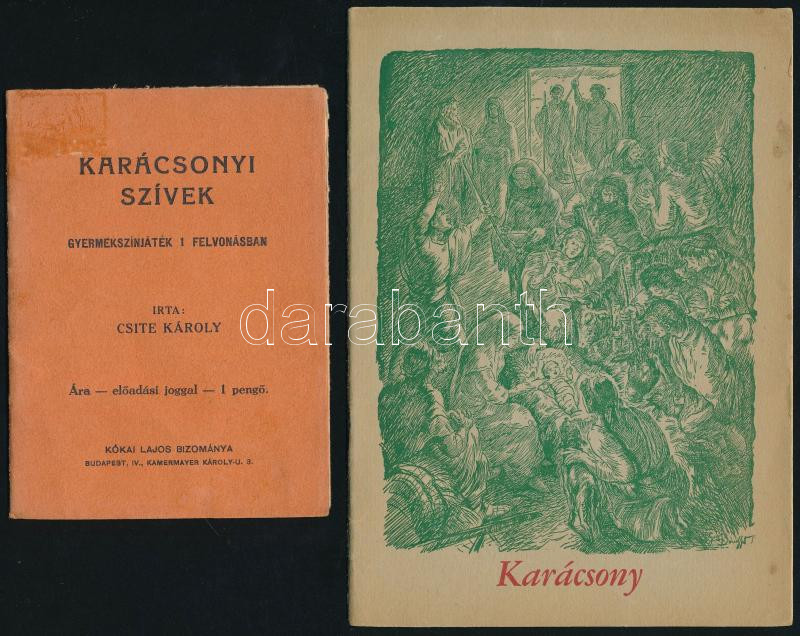 KARÁCSONYI
SZÍVEK
GYERMEKSZÍNJÁTÉK 1 FELVONÁSBAN
IRTA:
CSITE KÁROLY
Ára — előadási joggal — 1 pengő.
KÓKAI LAJOS BIZOMÁNYA
BUDAPEST, IV., KAMERMAYER KÁROLY-U. 3.
Karácsony
darabanth